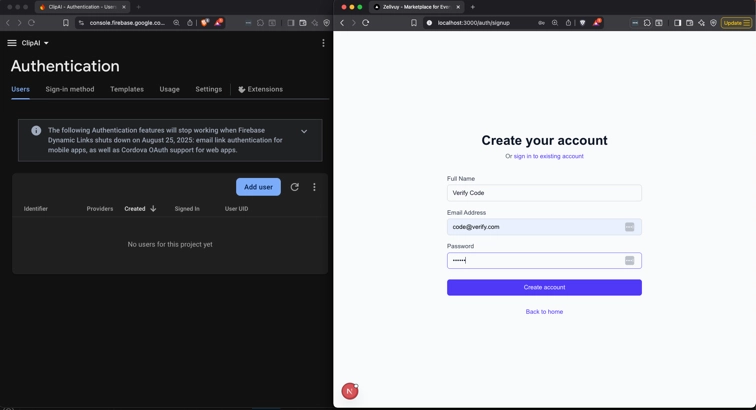 ClipAI - Authentication - Users
console.firebase.google.co...
ClipAI
Authentication
Users
Sign-in method
Templates
Usage
Settings
Extensions
The following Authentication features will stop working when Firebase
Dynamic Links shuts down on August 25, 2025: email link authentication for
mobile apps, as well as Cordova OAuth support for web apps.
Add user
Identifier
Providers
Created
Signed In
User UID
No users for this project yet
Marketplace for Ever
localhost:3000/auth/signup
Update
Create your account
Or sign in to existing account
Full Name
Verify Code
Email Address
code@verify.com
Password
••••••
Create account
Back to home
N